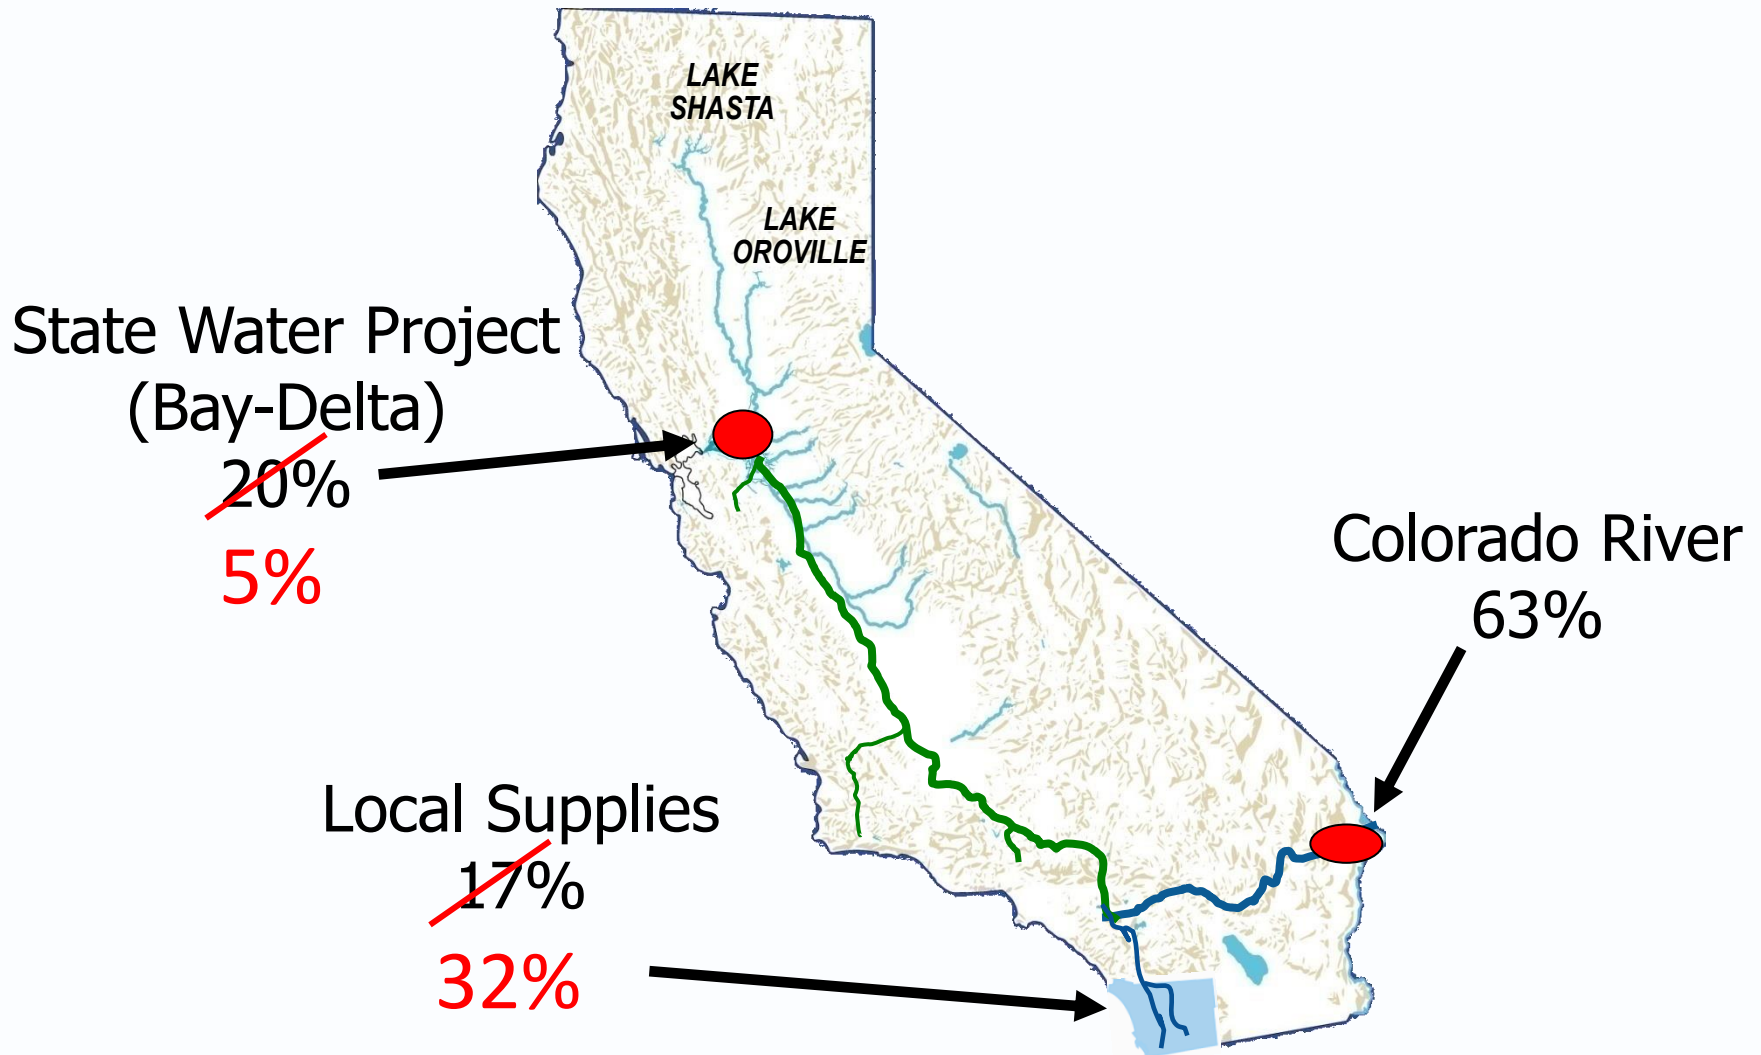 LAKE
SHASTA
LAKE
OROVILLE
State Water Project
(Bay-Delta)
20%
5%
Colorado River
63%
Local Supplies
17%
32%